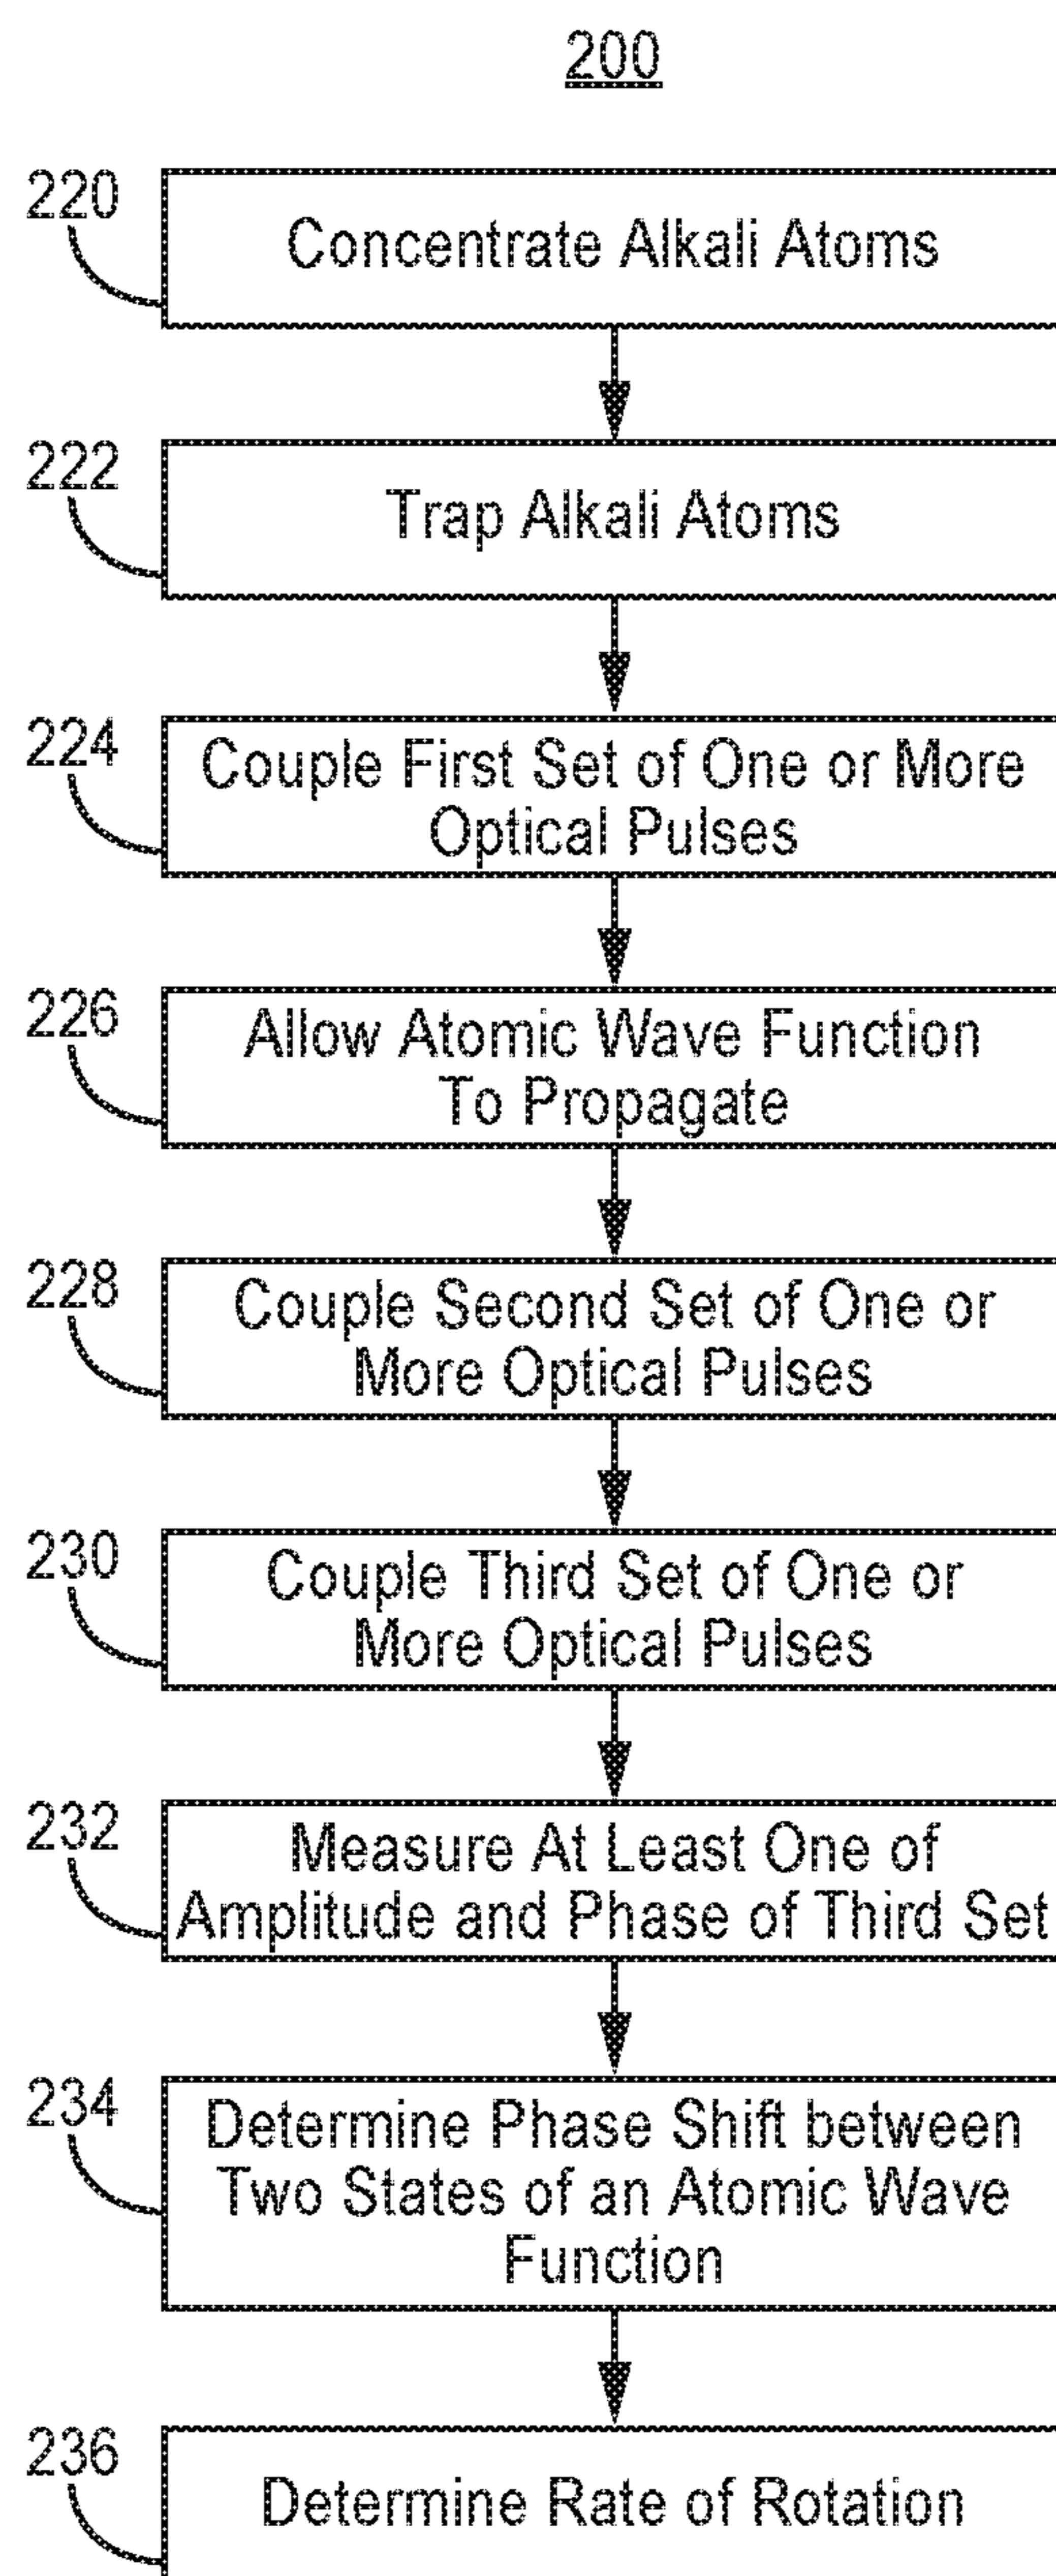 200
220
Concentrate Alkali Atoms
222
Trap Alkali Atoms
224
Couple First Set of One or More
Optical Pulses
226
Allow Atomic Wave Function
To Propagate
228
Couple Second Set of One or
More Optical Pulses
230
Couple Third Set of One or
More Optical Pulses
232
Measure At Least One of
Amplitude and Phase of Third Set
234
Determine Phase Shift between
Two States of an Atomic Wave
Function
236
Determine Rate of Rotation